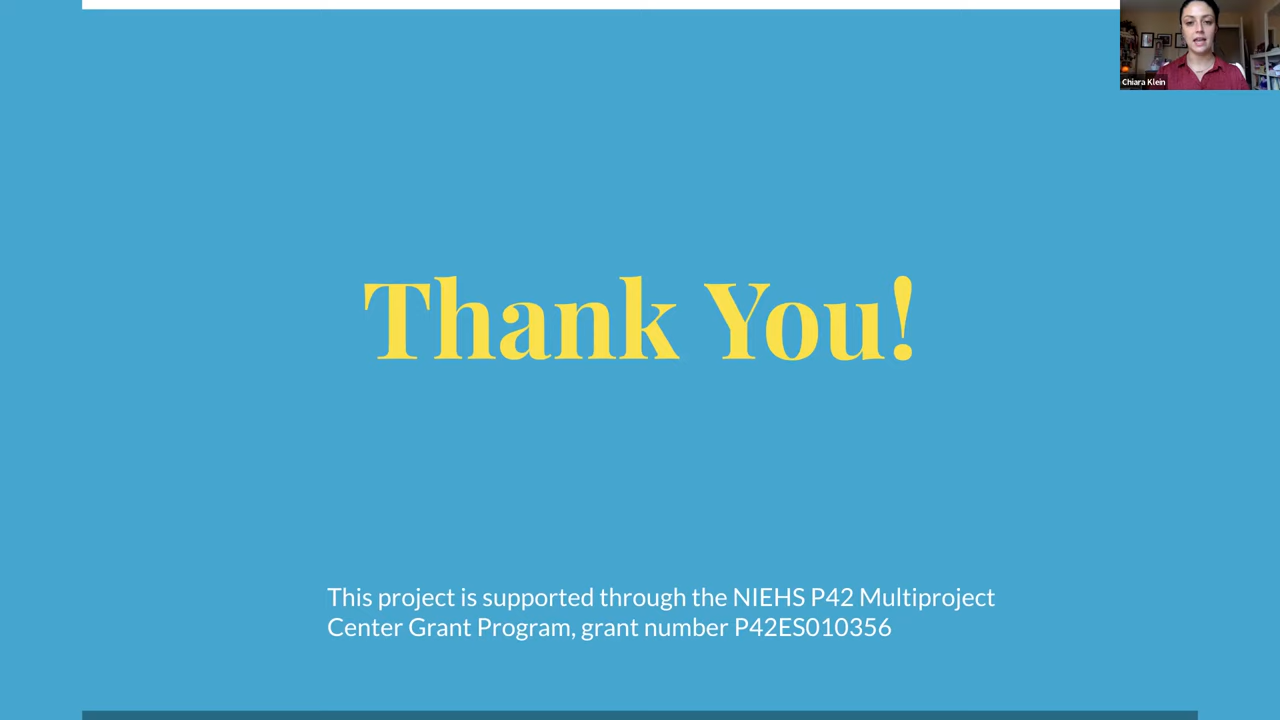 Chiara Klein
Thank You!
This project is supported through the NIEHS P42 Multiproject
Center Grant Program, grant number P42ES010356